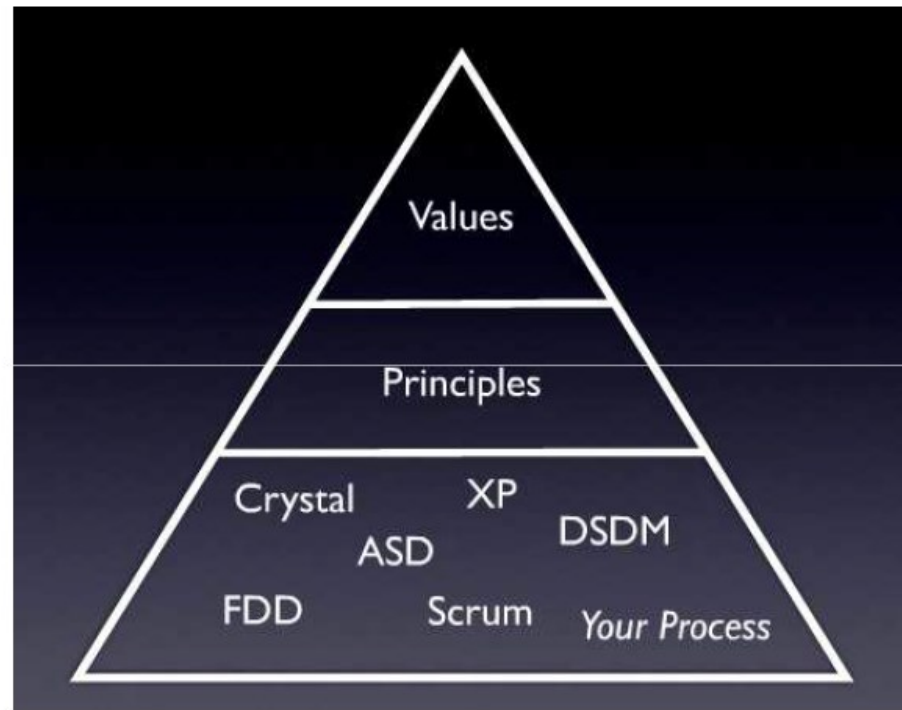 Values
Principles
Crystal XP
DSDM
ASD
FDD Scrum Your Process